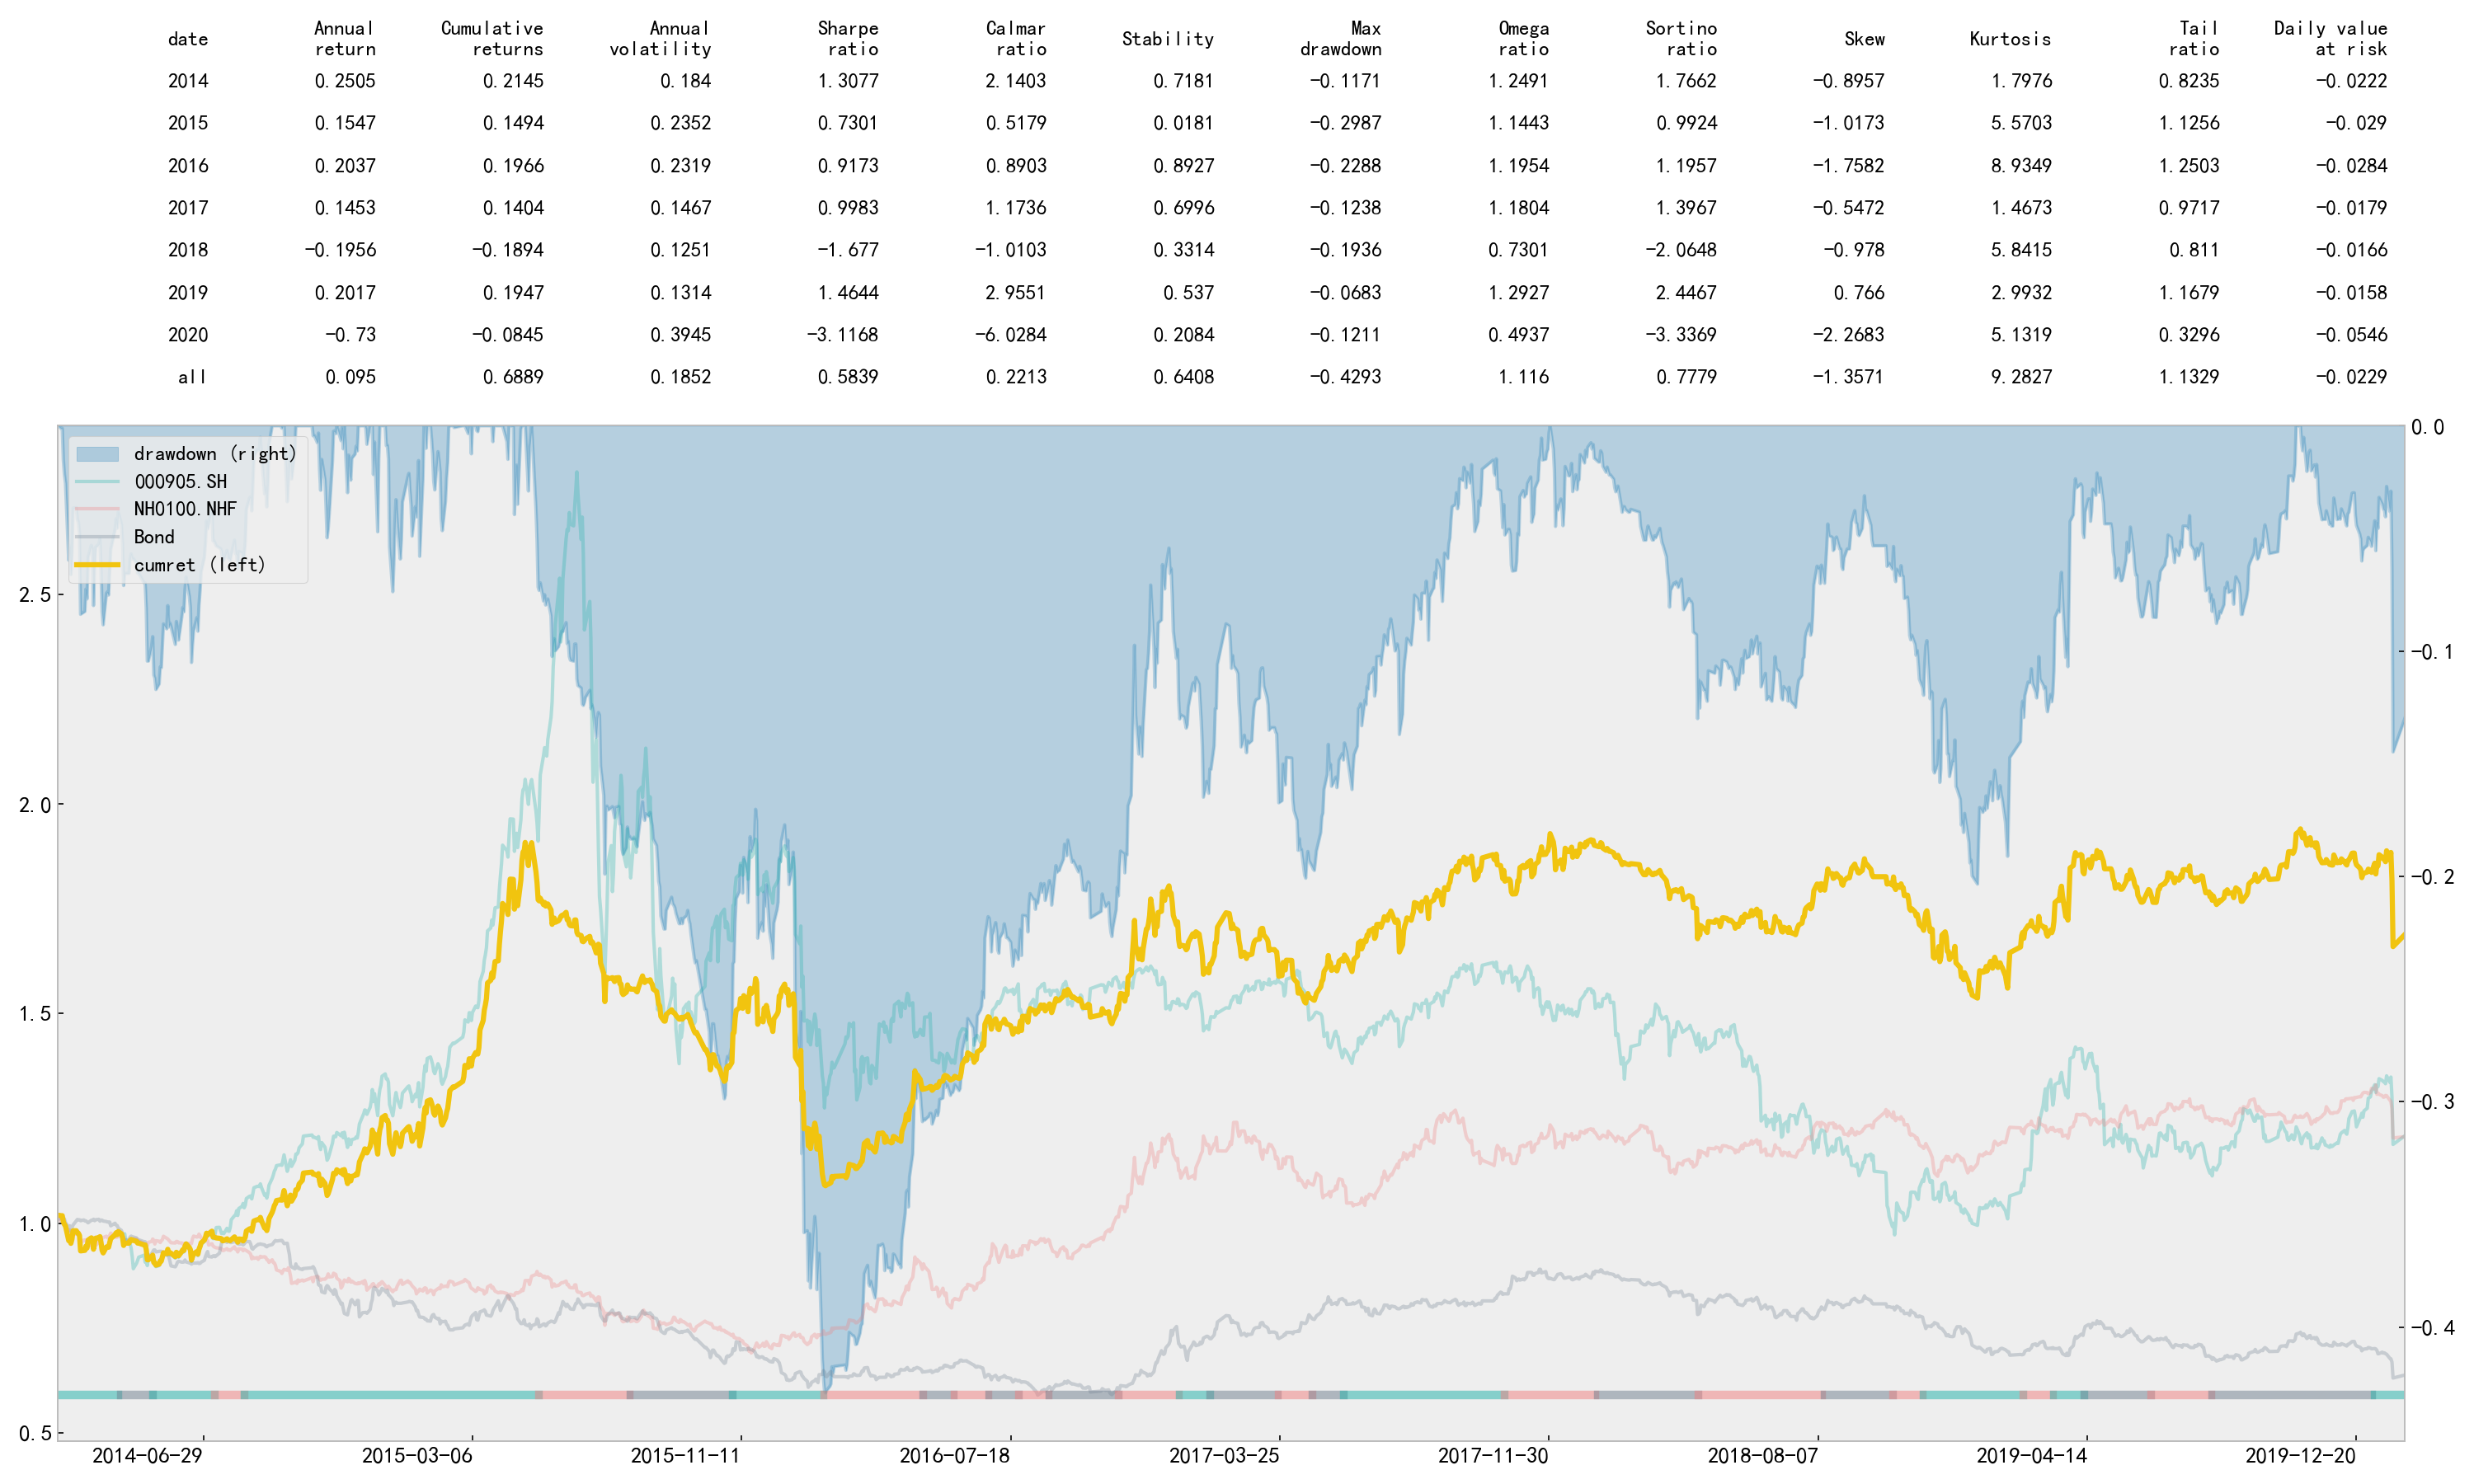 date Annual return Cumulative returns Annual volatility Sharpe ratio Calmar ratio Stability Max drawdown Omega ratio Sortino ratio Skew Kurtosis Tail ratio Daily value at risk
2014 0.2505 0.2145 0.184 1.3077 2.1403 0.7181 −0.1171 1.2491 1.7662 −0.8957 1.7976 0.8235 −0.0222
2015 0.1547 0.1494 0.2352 0.7301 0.5179 0.0181 −0.2987 1.1443 0.9924 −1.0173 5.5703 1.1256 −0.029
2016 0.2037 0.1966 0.2319 0.9173 0.8903 0.8927 −0.2288 1.1954 1.1957 −1.7582 8.9349 1.2503 −0.0284
2017 0.1453 0.1404 0.1467 0.9983 1.1736 0.6996 −0.1238 1.1804 1.3967 −0.5472 1.4673 0.9717 −0.0179
2018 −0.1956 −0.1894 0.1251 −1.677 −1.0103 0.3314 −0.1936 0.7301 −2.0648 −0.978 5.8415 0.811 −0.0166
2019 0.2017 0.1947 0.1314 1.4644 2.9551 0.537 −0.0683 1.2927 2.4467 0.766 2.9932 1.1679 −0.0158
2020 −0.73 −0.0845 0.3945 −3.1168 −6.0284 0.2084 −0.1211 0.4937 −3.3369 −2.2683 5.1319 0.3296 −0.0546
all 0.095 0.6889 0.1852 0.5839 0.2213 0.6408 −0.4293 1.116 0.7779 −1.3571 9.2827 1.1329 −0.0229
drawdown (right)
000905.SH
NH0100.NHF
Bond
cumret (left)
2.5
2.0
1.5
1.0
0.5
0.0
−0.1
−0.2
−0.3
−0.4
2014−06−29 2015−03−06 2015−11−11 2016−07−18 2017−03−25 2017−11−30 2018−08−07 2019−04−14 2019−12−20